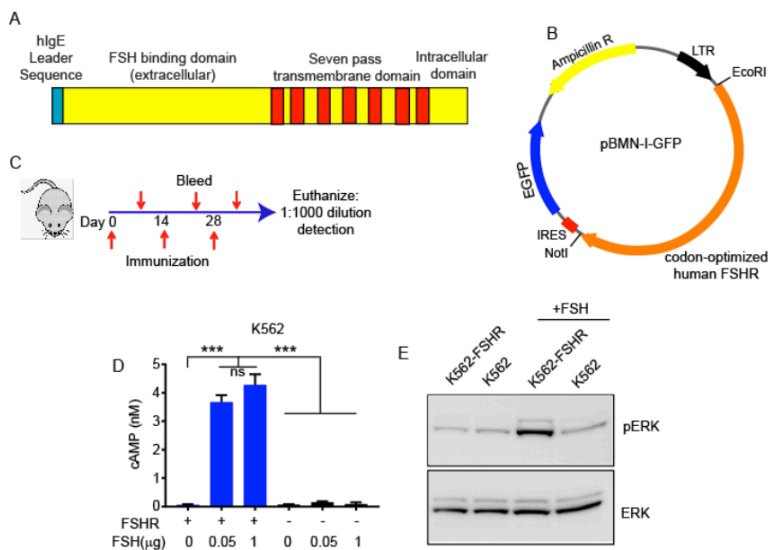 A
hIgE
Leader
Sequence
FSH binding domain
(extracellular)
Seven pass
transmembrane domain
Intracellular
domain
B
Ampicillin R
LTR
EcoRI
pBMN-I-GFP
EGFP
IRES
NotI
codon-optimized
human FSHR
C
Bleed
Day 0 14 28
Immunization
Euthanize:
1:1000 dilution
detection
D
K562
*** ***
ns
cAMP (nM)
5
4
3
2
1
0
FSHR + + + - - -
FSH(μg) 0 0.05 1 0 0.05 1
E
+FSH
K562-FSHR
K562
K562-FSHR
K562
pERK
ERK